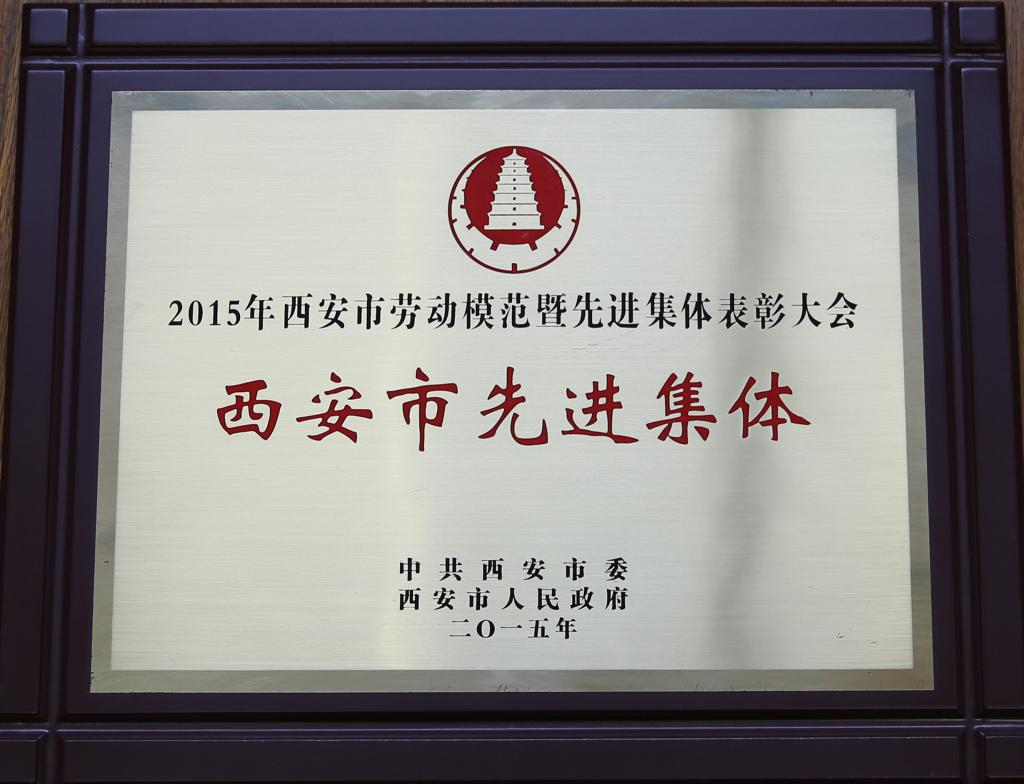 2015年西安市劳动模范暨先进集体表彰大会
西安市先进集体
中共西安市委
西安市人民政府
二〇一五年